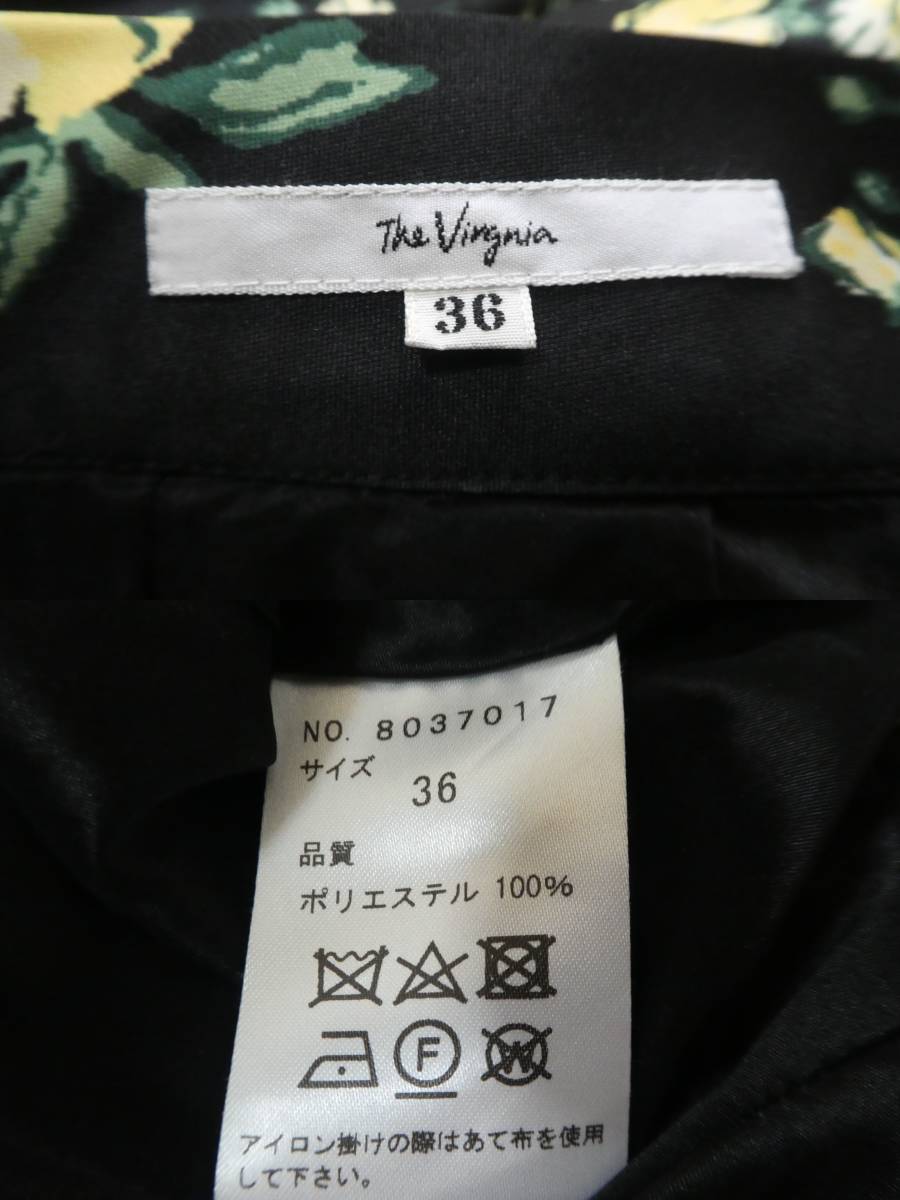 The Virgnia
36
NO. 8037017
サイズ
36
品質
ポリエステル 100%
F
W
アイロン掛けの際はあて布を使用
して下さい。